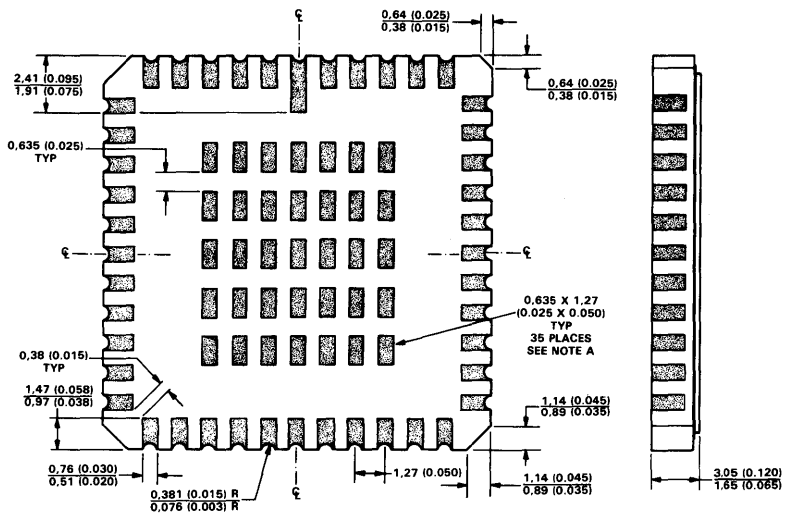 ℄
0,64 (0.025)
0,38 (0.015)
2,41 (0.095)
1,91 (0.075)
0,64 (0.025)
0,38 (0.015)
0,635 (0.025)
TYP
℄
℄
0,635 X 1,27
(0.025 X 0.050)
TYP
35 PLACES
SEE NOTE A
0,38 (0.015)
TYP
1,47 (0.058)
0,97 (0.038)
1,14 (0.045)
0,89 (0.035)
0,76 (0.030)
0,51 (0.020)
0,381 (0.015) R
0,076 (0.003) R
℄
1,27 (0.050)
1,14 (0.045)
0,89 (0.035)
3.05 (0.120)
1.65 (0.065)